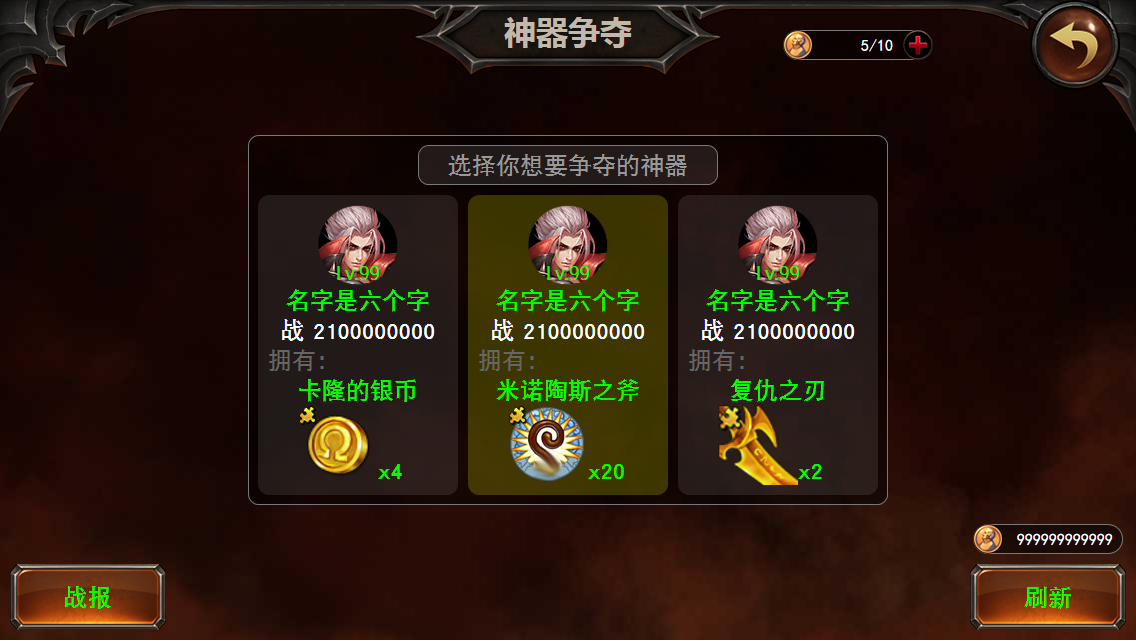 神器争夺
5/10
选择你想要争夺的神器
Lv.99
名字是六个字
战 2100000000
拥有：
卡隆的银币
x4
Lv.99
名字是六个字
战 2100000000
拥有：
米诺陶斯之斧
x20
Lv.99
名字是六个字
战 2100000000
拥有：
复仇之刃
x2
999999999999
战报
刷新